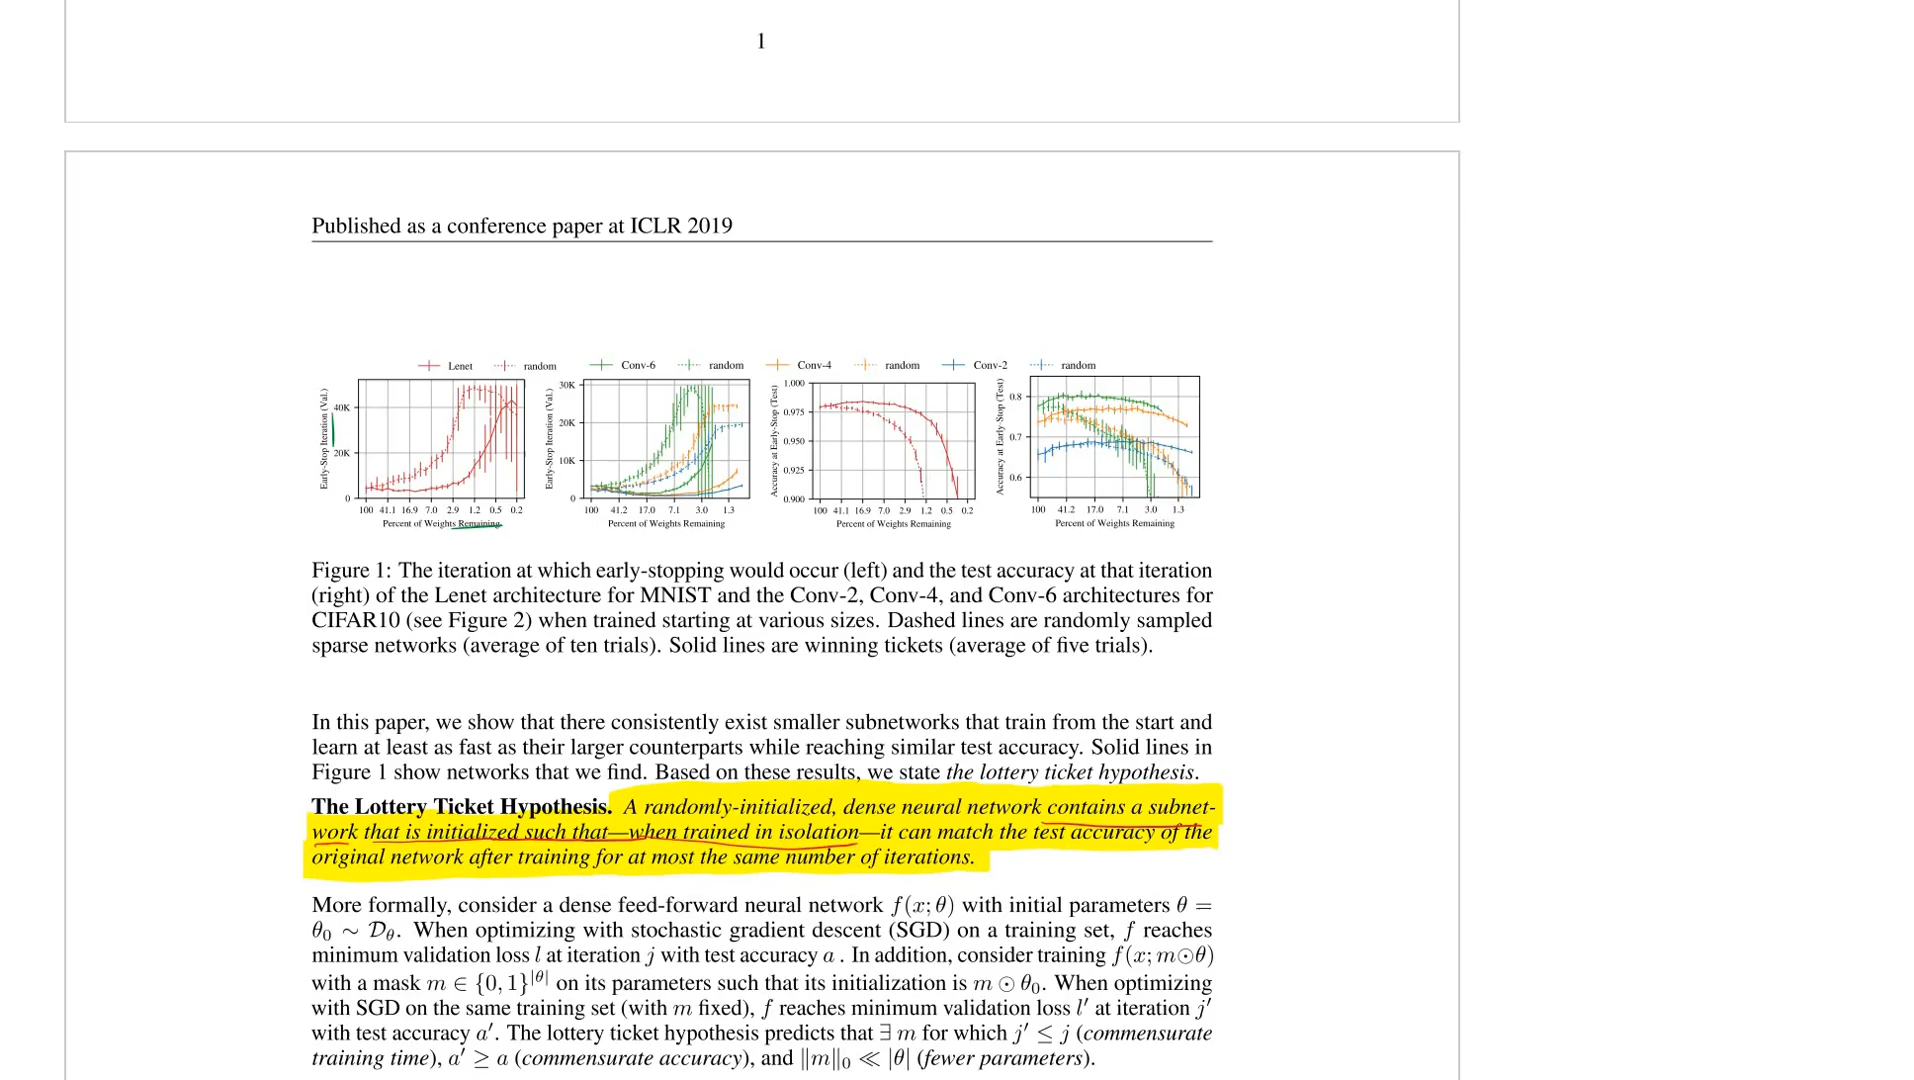 1
Published as a conference paper at ICLR 2019
Lenet random Conv-6 random Conv-4 random Conv-2 random
Early-Stop Iteration (Val.)
40K
20K
0
100 41.1 16.9 7.0 2.9 1.2 0.5 0.2
Percent of Weights Remaining
Early-Stop Iteration (Val.)
30K
20K
10K
0
100 41.2 17.0 7.1 3.0 1.3
Percent of Weights Remaining
Accuracy at Early-Stop (Test)
1.000
0.975
0.950
0.925
0.900
100 41.1 16.9 7.0 2.9 1.2 0.5 0.2
Percent of Weights Remaining
Accuracy at Early-Stop (Test)
0.8
0.7
0.6
100 41.2 17.0 7.1 3.0 1.3
Percent of Weights Remaining
Figure 1: The iteration at which early-stopping would occur (left) and the test accuracy at that iteration
(right) of the Lenet architecture for MNIST and the Conv-2, Conv-4, and Conv-6 architectures for
CIFAR10 (see Figure 2) when trained starting at various sizes. Dashed lines are randomly sampled
sparse networks (average of ten trials). Solid lines are winning tickets (average of five trials).
In this paper, we show that there consistently exist smaller subnetworks that train from the start and
learn at least as fast as their larger counterparts while reaching similar test accuracy. Solid lines in
Figure 1 show networks that we find. Based on these results, we state the lottery ticket hypothesis.
The Lottery Ticket Hypothesis. A randomly-initialized, dense neural network contains a subnet-
work that is initialized such that—when trained in isolation—it can match the test accuracy of the
original network after training for at most the same number of iterations.
More formally, consider a dense feed-forward neural network f(x; θ) with initial parameters θ =
θ₀ ∼ 𝒟_θ. When optimizing with stochastic gradient descent (SGD) on a training set, f reaches
minimum validation loss l at iteration j with test accuracy a . In addition, consider training f(x; m⊙θ)
with a mask m ∈ {0, 1}^|θ| on its parameters such that its initialization is m ⊙ θ₀. When optimizing
with SGD on the same training set (with m fixed), f reaches minimum validation loss l′ at iteration j′
with test accuracy a′. The lottery ticket hypothesis predicts that ∃ m for which j′ ≤ j (commensurate
training time), a′ ≥ a (commensurate accuracy), and ‖m‖₀ ≪ |θ| (fewer parameters).